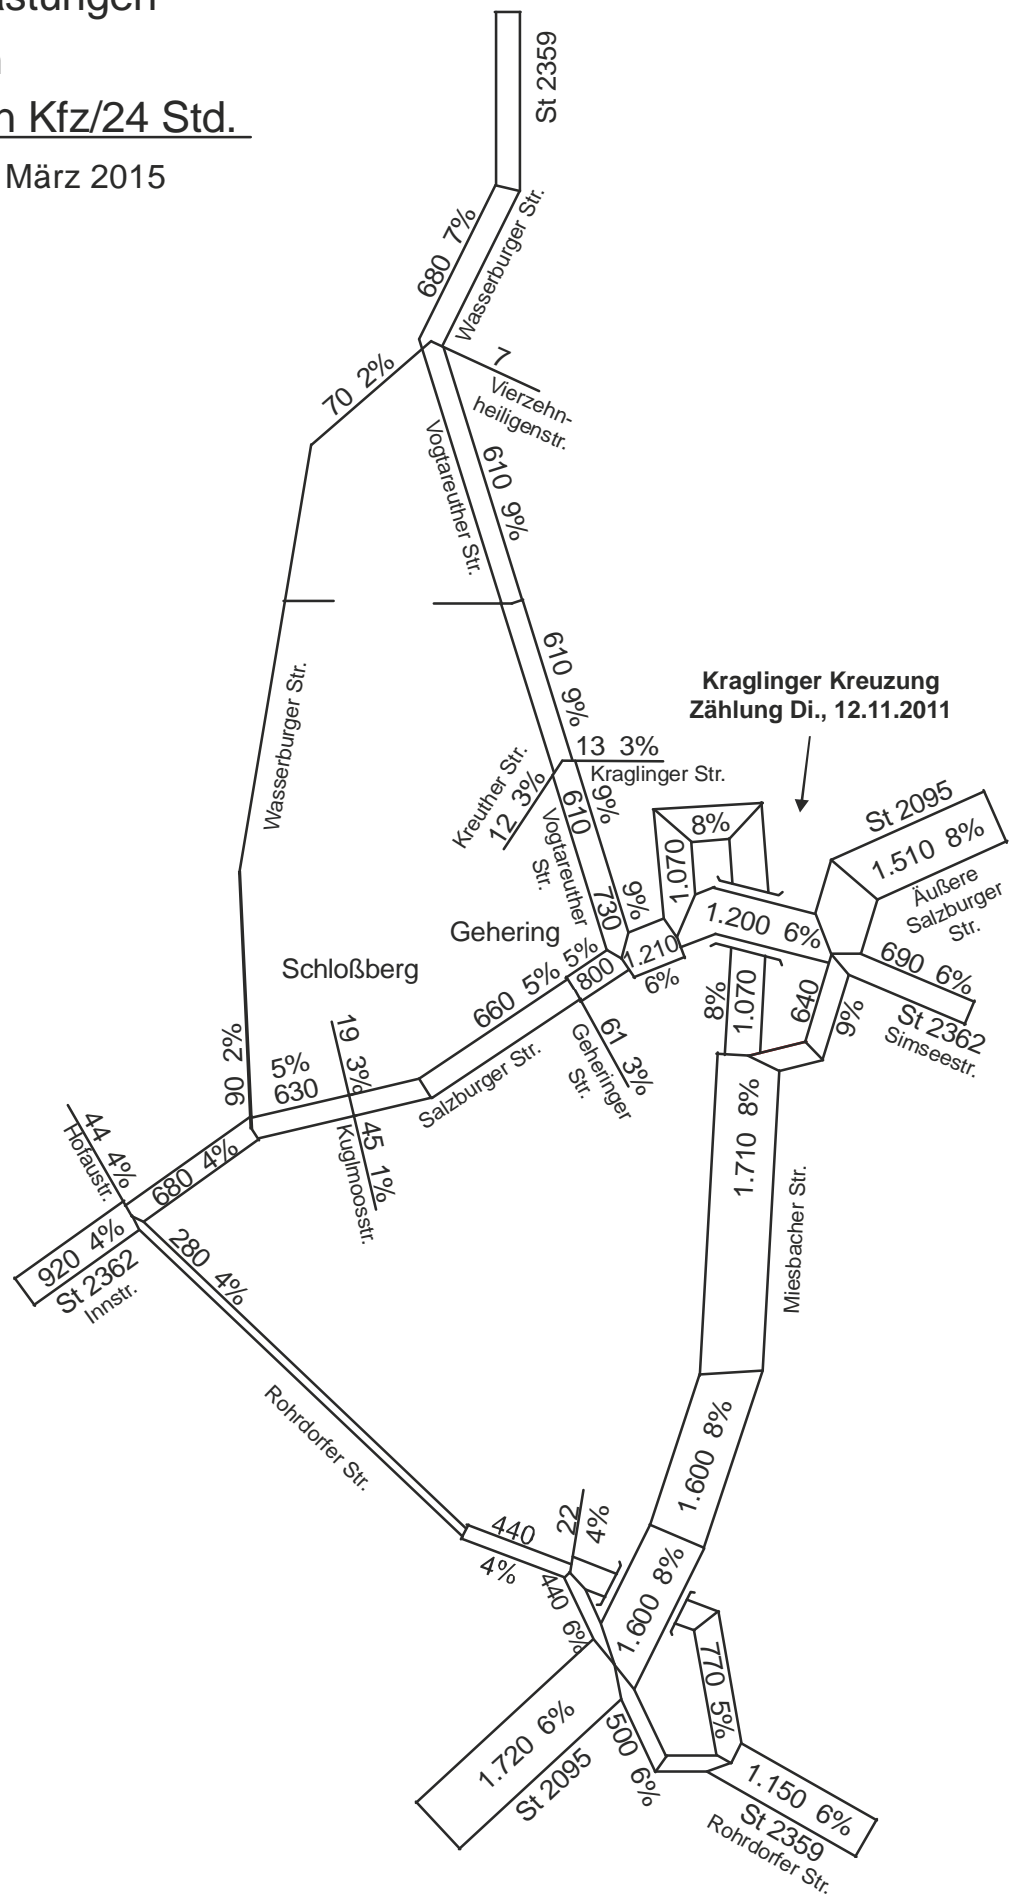 n Kfz/24 Std.
März 2015
St 2359
680 7%
Wasserburger Str.
70 2%
7
Vierzehn-
heiligenstr.
Vogtareuther Str.
610 9%
610 9%
Wasserburger Str.
Kraglinger Kreuzung
Zählung Di., 12.11.2011
13 3%
Kraglinger Str.
Kreuther Str.
12 3%
610
9%
Vogtareuther
Str.
730
9%
8%
1.070
St 2095
1.510 8%
Äußere
Salzburger
Str.
1.200 6%
Gehering
Schloßberg
1.210
6%
690 6%
St 2362
Simseestr.
640
9%
8%
1.070
800
5%
660 5%
Salzburger Str.
61 3%
Geheringer
Str.
19 3%
5%
630
90 2%
45 1%
Kuglmoosstr.
44 4%
Hofaustr.
680 4%
920 4%
St 2362
Innstr.
280 4%
Rohrdorfer Str.
1.710 8%
Miesbacher Str.
1.600 8%
22
4%
440
4%
440 6%
1.600 8%
770 5%
1.720 6%
St 2095
500 6%
1.150 6%
St 2359
Rohrdorfer Str.